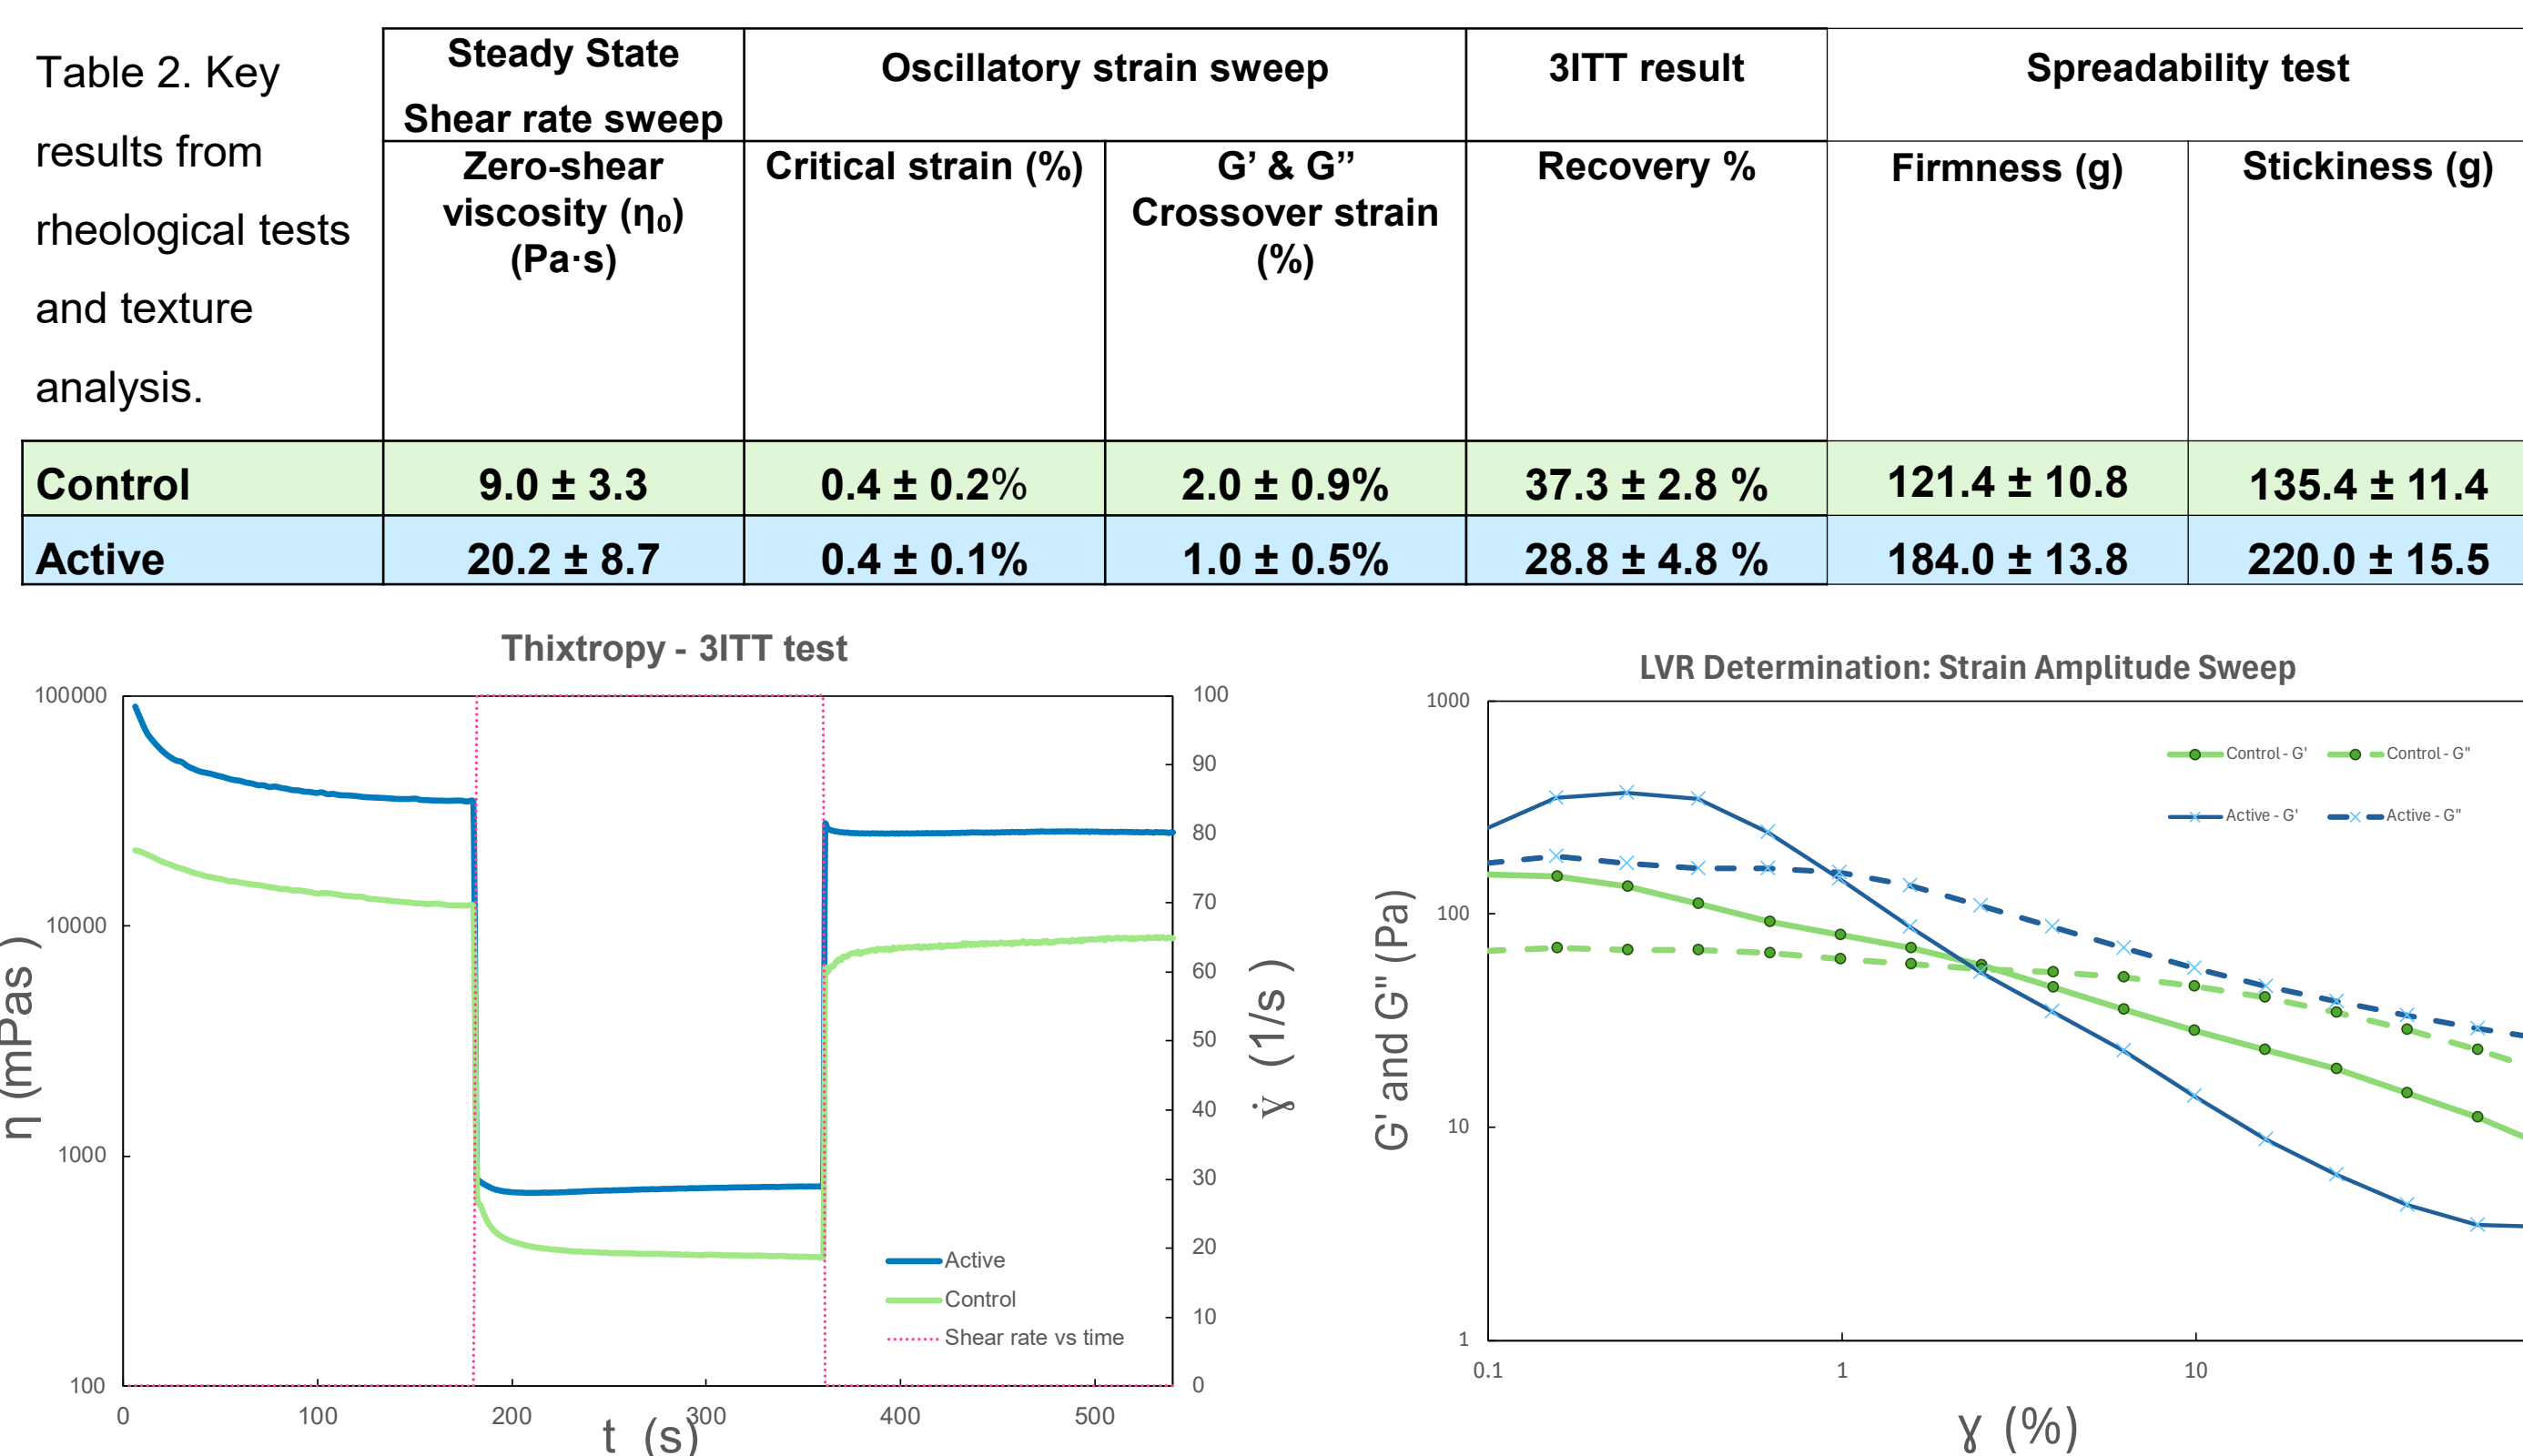 Table 2. Key
results from
rheological tests
and texture
analysis.
Steady State
Shear rate sweep
Oscillatory strain sweep
3ITT result
Spreadability test
Zero-shear
viscosity (η₀)
(Pa·s)
Critical strain (%)
G’ & G”
Crossover strain
(%)
Recovery %
Firmness (g)
Stickiness (g)
Control
9.0 ± 3.3
0.4 ± 0.2%
2.0 ± 0.9%
37.3 ± 2.8 %
121.4 ± 10.8
135.4 ± 11.4
Active
20.2 ± 8.7
0.4 ± 0.1%
1.0 ± 0.5%
28.8 ± 4.8 %
184.0 ± 13.8
220.0 ± 15.5
Thixtropy - 3ITT test
100000
10000
1000
100
η (mPas )
100
90
80
70
60
50
40
30
20
10
0
γ̇ (1/s )
Active
Control
Shear rate vs time
0
100
200
300
400
500
t (s)
LVR Determination: Strain Amplitude Sweep
1000
100
10
1
G' and G" (Pa)
Control - G'
Control - G"
Active - G'
Active - G"
0.1
1
10
ɣ (%)